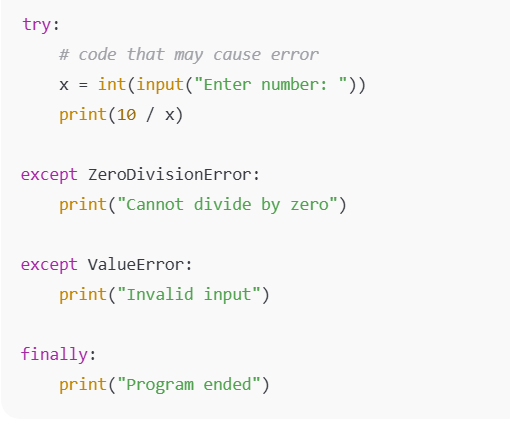 try:
    # code that may cause error
    x = int(input("Enter number: "))
    print(10 / x)

except ZeroDivisionError:
    print("Cannot divide by zero")

except ValueError:
    print("Invalid input")

finally:
    print("Program ended")